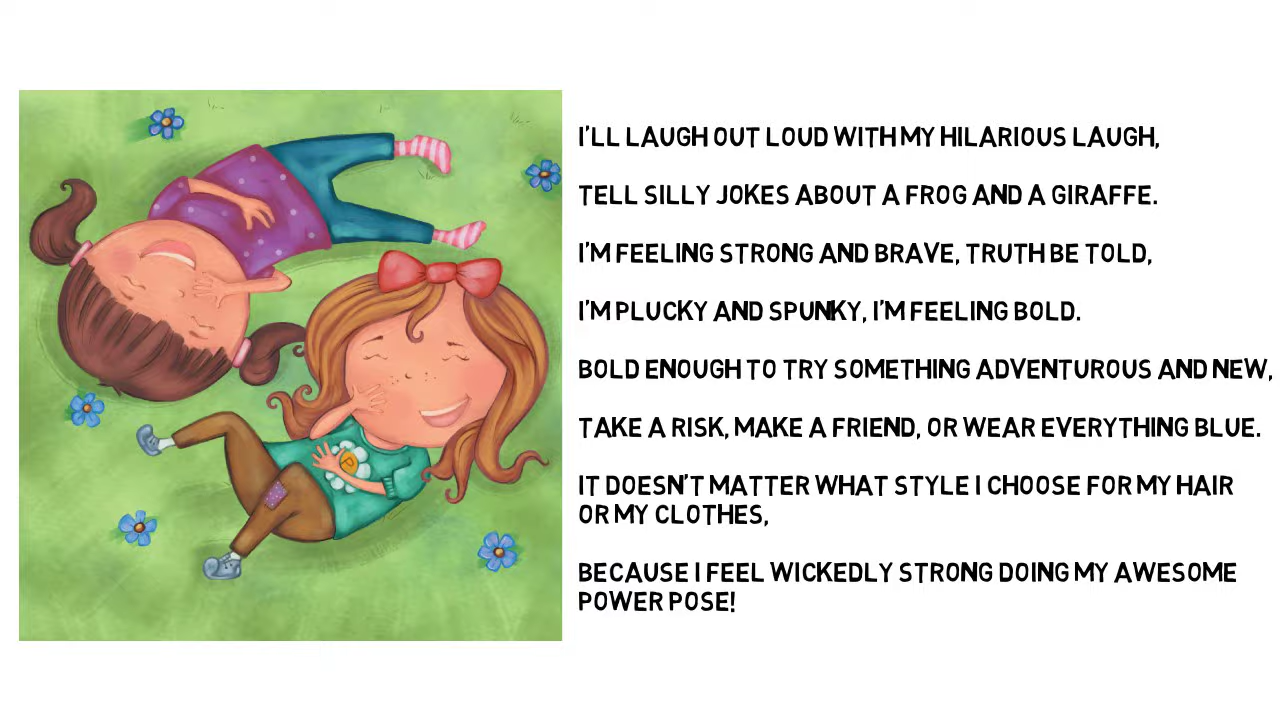 I'LL LAUGH OUT LOUD WITH MY HILARIOUS LAUGH,
TELL SILLY JOKES ABOUT A FROG AND A GIRAFFE.
I'M FEELING STRONG AND BRAVE, TRUTH BE TOLD,
I'M PLUCKY AND SPUNKY, I'M FEELING BOLD.
BOLD ENOUGH TO TRY SOMETHING ADVENTUROUS AND NEW,
TAKE A RISK, MAKE A FRIEND, OR WEAR EVERYTHING BLUE.
IT DOESN'T MATTER WHAT STYLE I CHOOSE FOR MY HAIR
OR MY CLOTHES,
BECAUSE I FEEL WICKEDLY STRONG DOING MY AWESOME
POWER POSE!
P